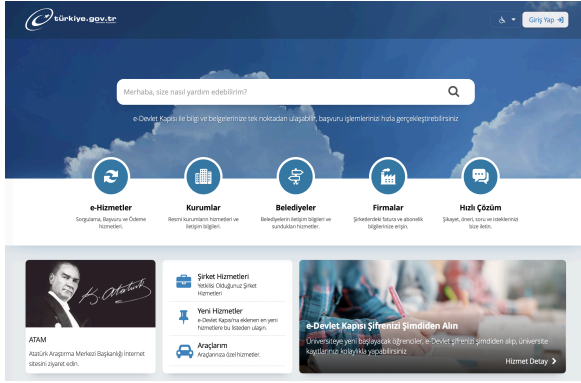 türkiye.gov.tr
Giriş Yap
Merhaba, size nasıl yardım edebilirim?
e-Devlet Kapısı ile bilgi ve belgelerinize tek noktadan ulaşabilir, başvuru işlemlerinizi hızla gerçekleştirebilirsiniz
e-Hizmetler
Sorgulama, Başvuru ve Ödeme
hizmetleri.
Kurumlar
Resmi kurumların hizmetleri ve
iletişim bilgileri.
Belediyeler
Belediyelerin iletişim bilgileri ve
sundukları hizmetler.
Firmalar
Şirketlerdeki fatura ve abonelik
bilgilerinize erişin.
Hızlı Çözüm
Şikayet, öneri, soru ve isteklerinizi
bize iletin.
K. Atatürk
ATAM
Atatürk Araştırma Merkezi Başkanlığı internet
sitesini ziyaret edin.
Şirket Hizmetleri
Yetkilisi Olduğunuz Şirket
Hizmetleri
Yeni Hizmetler
e-Devlet Kapısı'na eklenen en yeni
hizmetlere bu listeden ulaşın.
Araçlarım
Araçlarınıza özel hizmetler.
e-Devlet Kapısı Şifrenizi Şimdiden Alın
Üniversiteye yeni başlayacak öğrenciler, e-Devlet şifrenizi şimdiden alıp, üniversite
kayıtlarınızı kolaylıkla yapabilirsiniz
Hizmet Detay